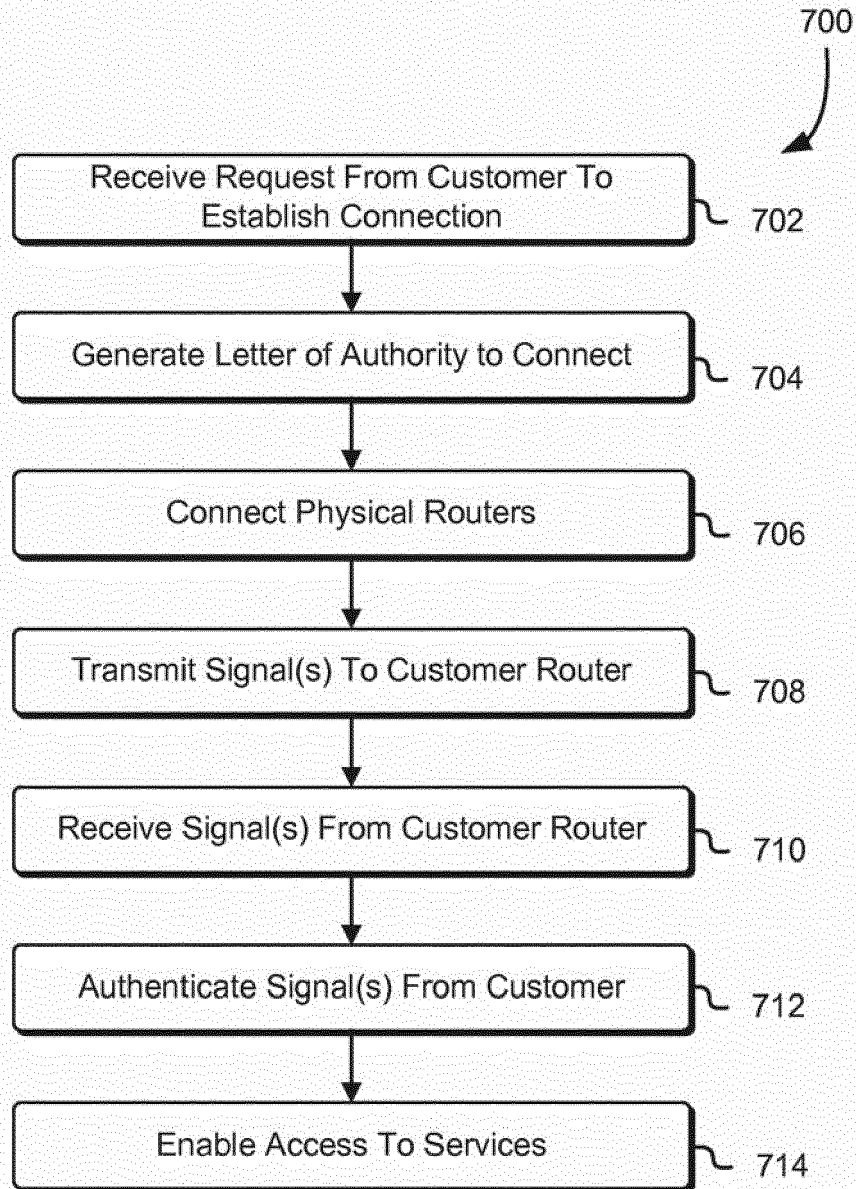 700
Receive Request From Customer To
Establish Connection
702
Generate Letter of Authority to Connect
704
Connect Physical Routers
706
Transmit Signal(s) To Customer Router
708
Receive Signal(s) From Customer Router
710
Authenticate Signal(s) From Customer
712
Enable Access To Services
714